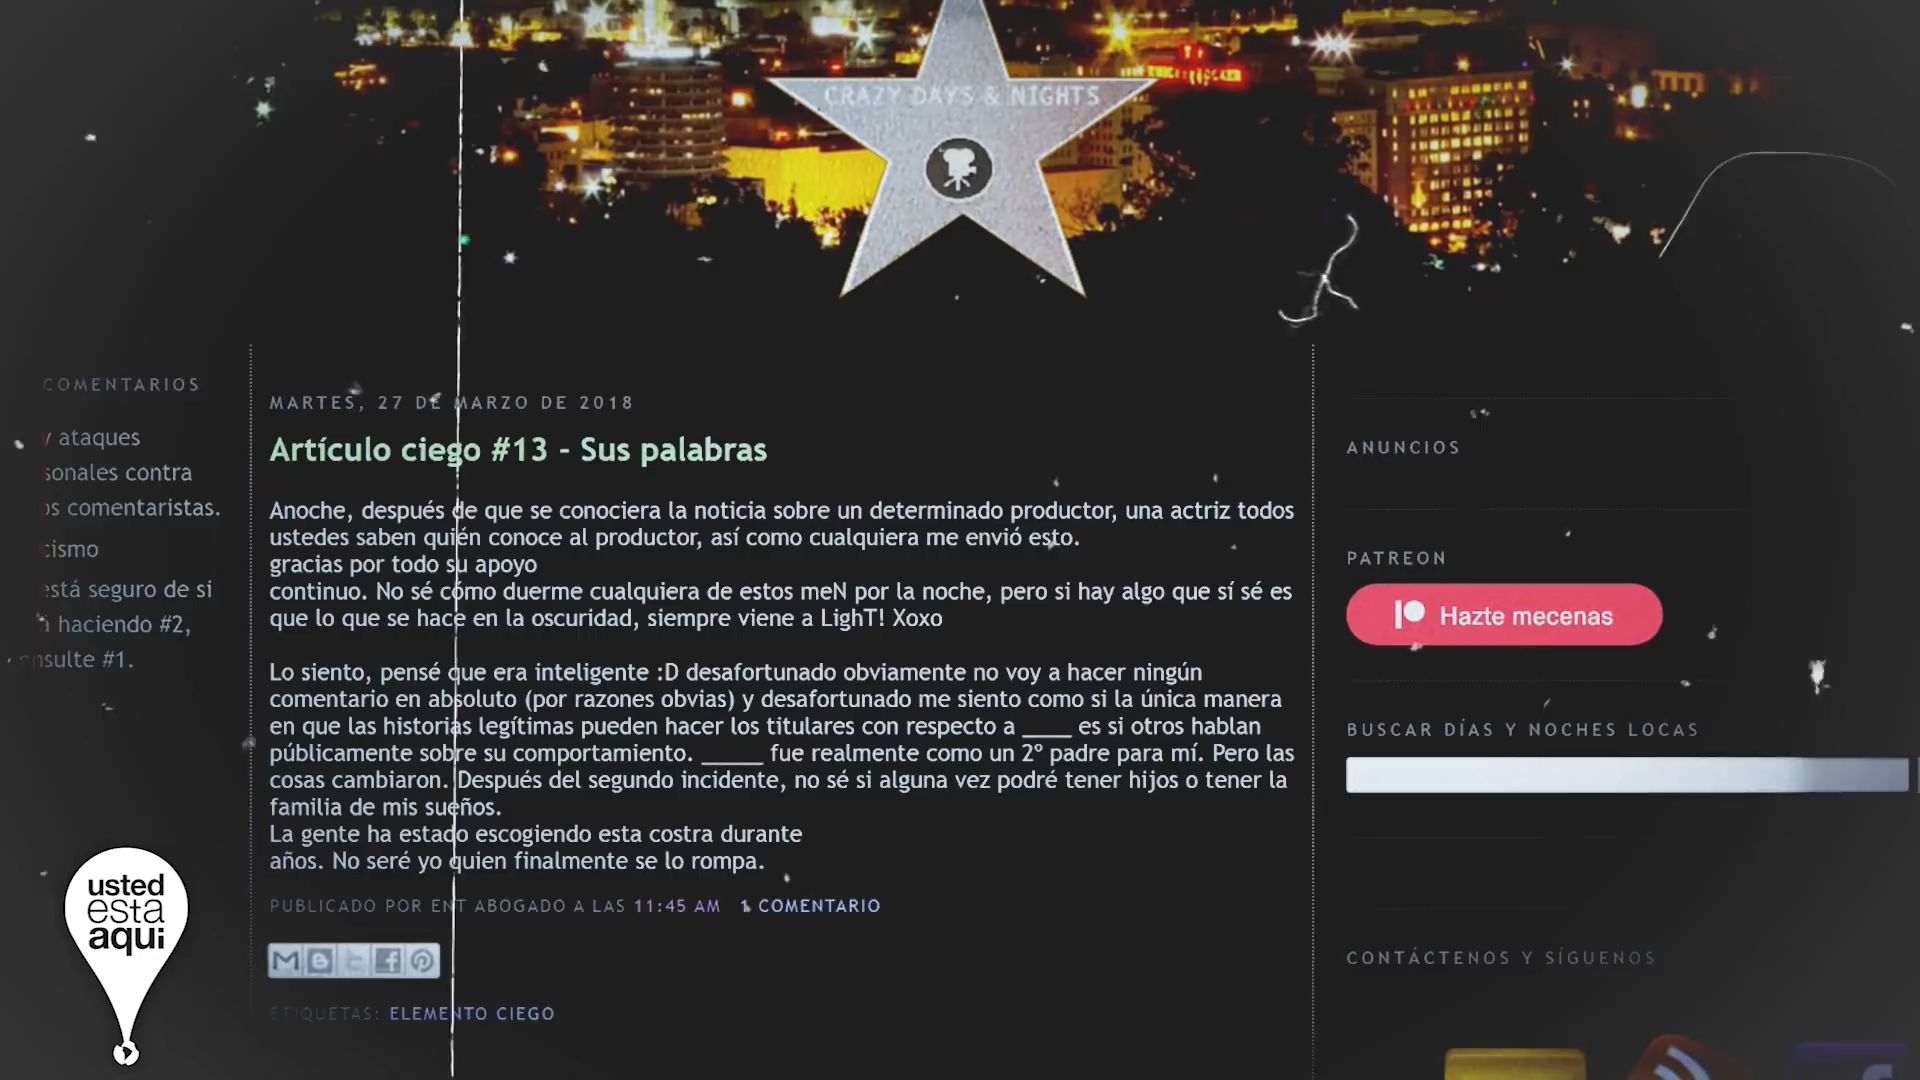 CRAZY DAYS & NIGHTS
COMENTARIOS
y ataques
sonales contra
os comentaristas.
cismo
está seguro de si
haciendo #2,
nsulte #1.
MARTES, 27 DE MARZO DE 2018
Artículo ciego #13 - Sus palabras
Anoche, después de que se conociera la noticia sobre un determinado productor, una actriz todos
ustedes saben quién conoce al productor, así como cualquiera me envió esto.
gracias por todo su apoyo
continuo. No sé cómo duerme cualquiera de estos meN por la noche, pero si hay algo que sí sé es
que lo que se hace en la oscuridad, siempre viene a LighT! Xoxo
Lo siento, pensé que era inteligente :D desafortunado obviamente no voy a hacer ningún
comentario en absoluto (por razones obvias) y desafortunado me siento como si la única manera
en que las historias legítimas pueden hacer los titulares con respecto a ____ es si otros hablan
públicamente sobre su comportamiento. _____ fue realmente como un 2º padre para mí. Pero las
cosas cambiaron. Después del segundo incidente, no sé si alguna vez podré tener hijos o tener la
familia de mis sueños.
La gente ha estado escogiendo esta costra durante
años. No seré yo quien finalmente se lo rompa.
PUBLICADO POR ENT ABOGADO A LAS 11:45 AM 1 COMENTARIO
ETIQUETAS: ELEMENTO CIEGO
ANUNCIOS
PATREON
Hazte mecenas
BUSCAR DÍAS Y NOCHES LOCAS
CONTÁCTENOS Y SÍGUENOS
usted
esta
aqui